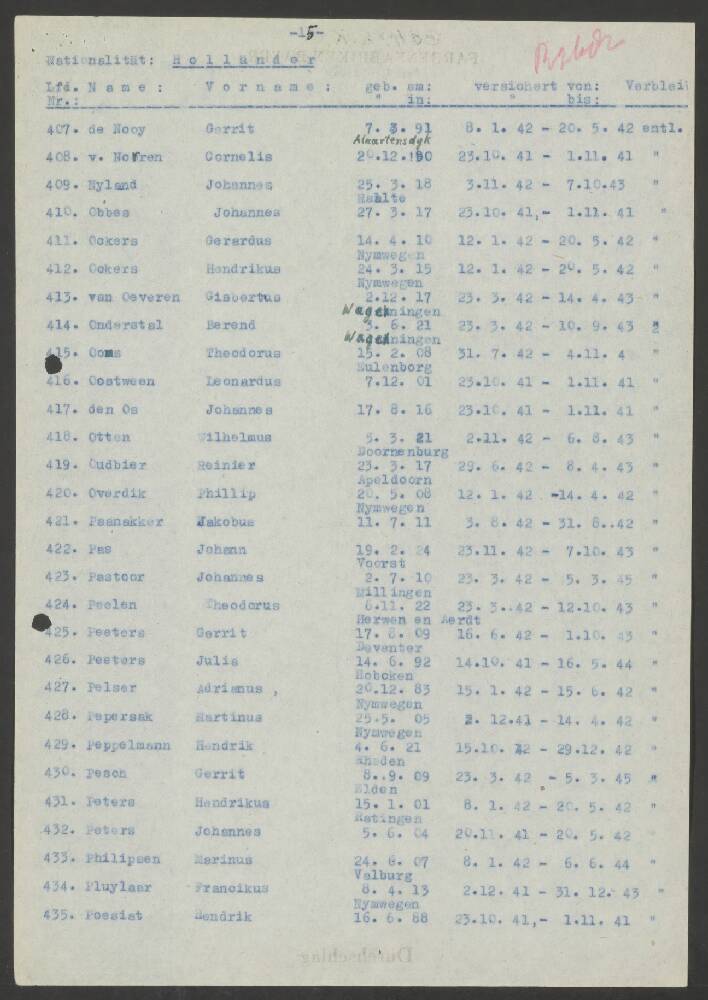 -15-
Nationalität: Holländer
Lfd. Name: Vorname: geb. am: versichert von: Verblei
Nr.: " in: " bis:
407. de Nooy Gerrit 7. 3. 91 8. 1. 42 - 20. 5. 42 entl.
Maartensdyk
408. v. Norren Cornelis 20.12.190 23.10. 41 - 1.11. 41 "
409. Nyland Johannes 25. 3. 18 3.11. 42 - 7.10.43 "
Raalte
410. Obbes Johannes 27. 3. 17 23.10. 41,- 1.11. 41 "
411. Ockers Gerardus 14. 4. 10 12. 1. 42 - 20. 5. 42 "
Nymwegen
412. Ockers Hendrikus 24. 3. 15 12. 1. 42 - 20. 5. 42 "
Nymwegen
413. van Oeveren Gisbertus 2.12. 17 23. 3. 42 - 14. 4. 43 "
Wageningen
414. Onderstal Berend 3. 6. 21 23. 3. 42 - 10. 9. 43 "
Wageningen
415. Ooms Theodorus 15. 2. 08 31. 7. 42 - 4.11. 4 "
Eulenborg
416. Oostween Leonardus 7.12. 01 23.10. 41 - 1.11. 41 "
417. den Os Johannes 17. 8. 16 23.10. 41 - 1.11. 41 "
418. Otten Wilhelmus 5. 3. 21 2.11. 42 - 6. 8. 43 "
Doornenburg
419. Oudbier Reinier 23. 3. 17 29. 6. 42 - 8. 4. 43 "
Apeldoorn
420. Overdik Phillip 20. 5. 08 12. 1. 42 -14. 4. 42 "
Nymwegen
421. Paanakker Jakobus 11. 7. 11 3. 8. 42 - 31. 8..42 "
422. Pas Johann 19. 2. 24 23.11. 42 - 7.10. 43 "
Voorst
423. Pastoor Johannes 2. 7. 10 23. 3. 42 - 5. 3. 45 "
Millingen
424. Peelen Theodorus 6.11. 22 23. 3..42 - 12.10. 43 "
Herwen en Aerdt
425. Peeters Gerrit 17. 8. 09 16. 6. 42 - 1.10. 43 "
Deventer
426. Peeters Julis 14. 6. 92 14.10. 41 - 16. 5. 44 "
Hoboken
427. Pelser Adrianus , 20.12. 83 15. 1. 42 - 15. 6. 42 "
Nymwegen
428. Pepersak Martinus 25.5. 05 2. 12.41 - 14. 4. 42 "
Nymwegen
429. Peppelmann Hendrik 4. 6. 21 15.10. 42 - 29.12. 42 "
Rheden
430. Pesch Gerrit 8..9. 09 23. 3. 42 - 5. 3. 45 "
Elden
431. Peters Hendrikus 15. 1. 01 8. 1. 42 - 20. 5. 42 "
Ratingen
432. Peters Johannes 5. 6. 04 20.11. 41 - 20. 5. 42 "
433. Philipsen Marinus 24. 8. 07 8. 1. 42 - 6. 6. 44 "
Valburg
434. Pluylaar Francikus 8. 4. 13 2.12. 41 - 31. 12. 43 "
Nymwegen
435. Poesiat Hendrik 16. 6. 88 23.10. 41,- 1.11. 41 "
Durchschlag